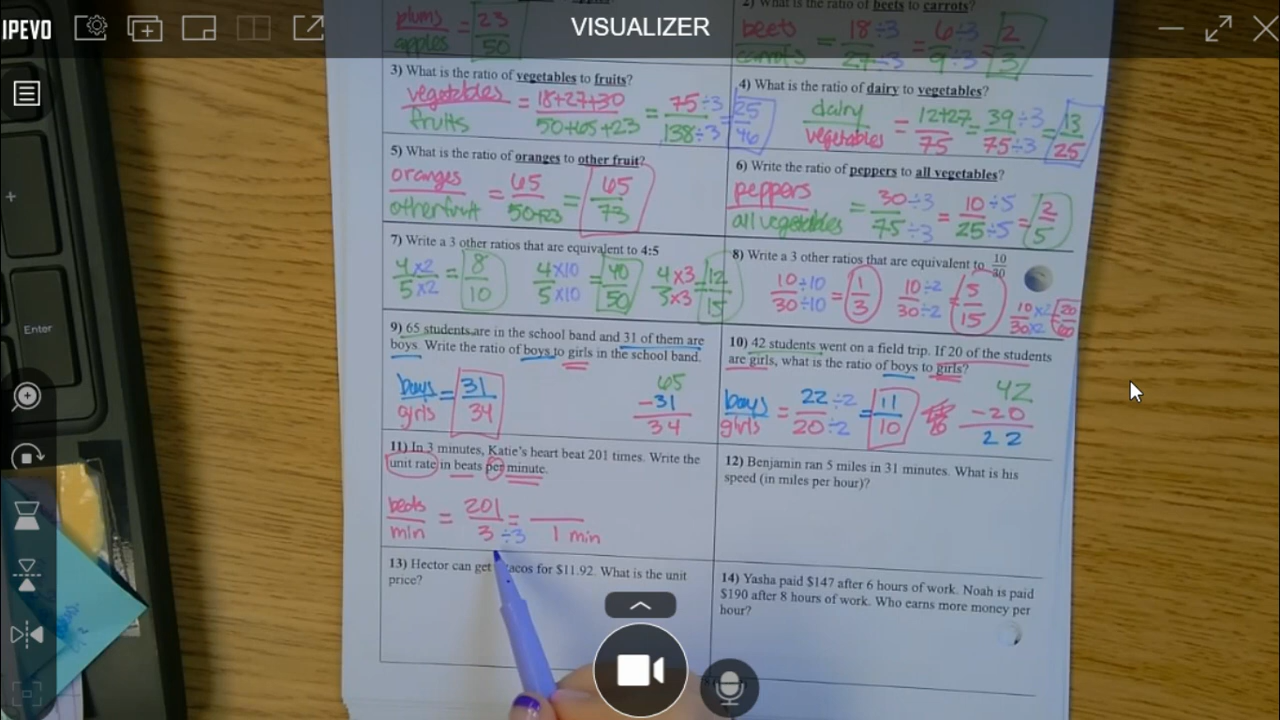 IPEVO
VISUALIZER
Enter
plums
apples
= 23
50
2) What is the ratio of beets to carrots?
beets
carrots
= 18÷3 = 6÷3 = 2
27÷3 9÷3 3
3) What is the ratio of vegetables to fruits?
vegetables = 18+27+30 = 75÷3 = 25
fruits 50+65+23 138÷3 46
4) What is the ratio of dairy to vegetables?
dairy = 12+27 = 39÷3 = 13
vegetables 75 75÷3 25
5) What is the ratio of oranges to other fruit?
oranges = 65 = 65
other fruit 50+23 73
6) Write the ratio of peppers to all vegetables?
peppers = 30÷3 = 10÷5 = 2
all vegetables 75÷3 25÷5 5
7) Write a 3 other ratios that are equivalent to 4:5
4×2 = 8 4×10 = 40 4×3 = 12
5×2 10 5×10 50 5×3 15
8) Write a 3 other ratios that are equivalent to 10/30
10÷10 = 1 10÷2 = 5 10×2 = 20
30÷10 3 30÷2 15 30×2 60
9) 65 students are in the school band and 31 of them are
boys. Write the ratio of boys to girls in the school band.
boys = 31
girls 34
65
-31
34
10) 42 students went on a field trip. If 20 of the students
are girls, what is the ratio of boys to girls?
boys = 22÷2 = 11
girls 20÷2 10
42
-20
22
11) In 3 minutes, Katie's heart beat 201 times. Write the
unit rate in beats per minute.
beats = 201 =
min 3÷3 1 min
12) Benjamin ran 5 miles in 31 minutes. What is his
speed (in miles per hour)?
13) Hector can get tacos for $11.92. What is the unit
price?
14) Yasha paid $147 after 6 hours of work. Noah is paid
$190 after 8 hours of work. Who earns more money per
hour?